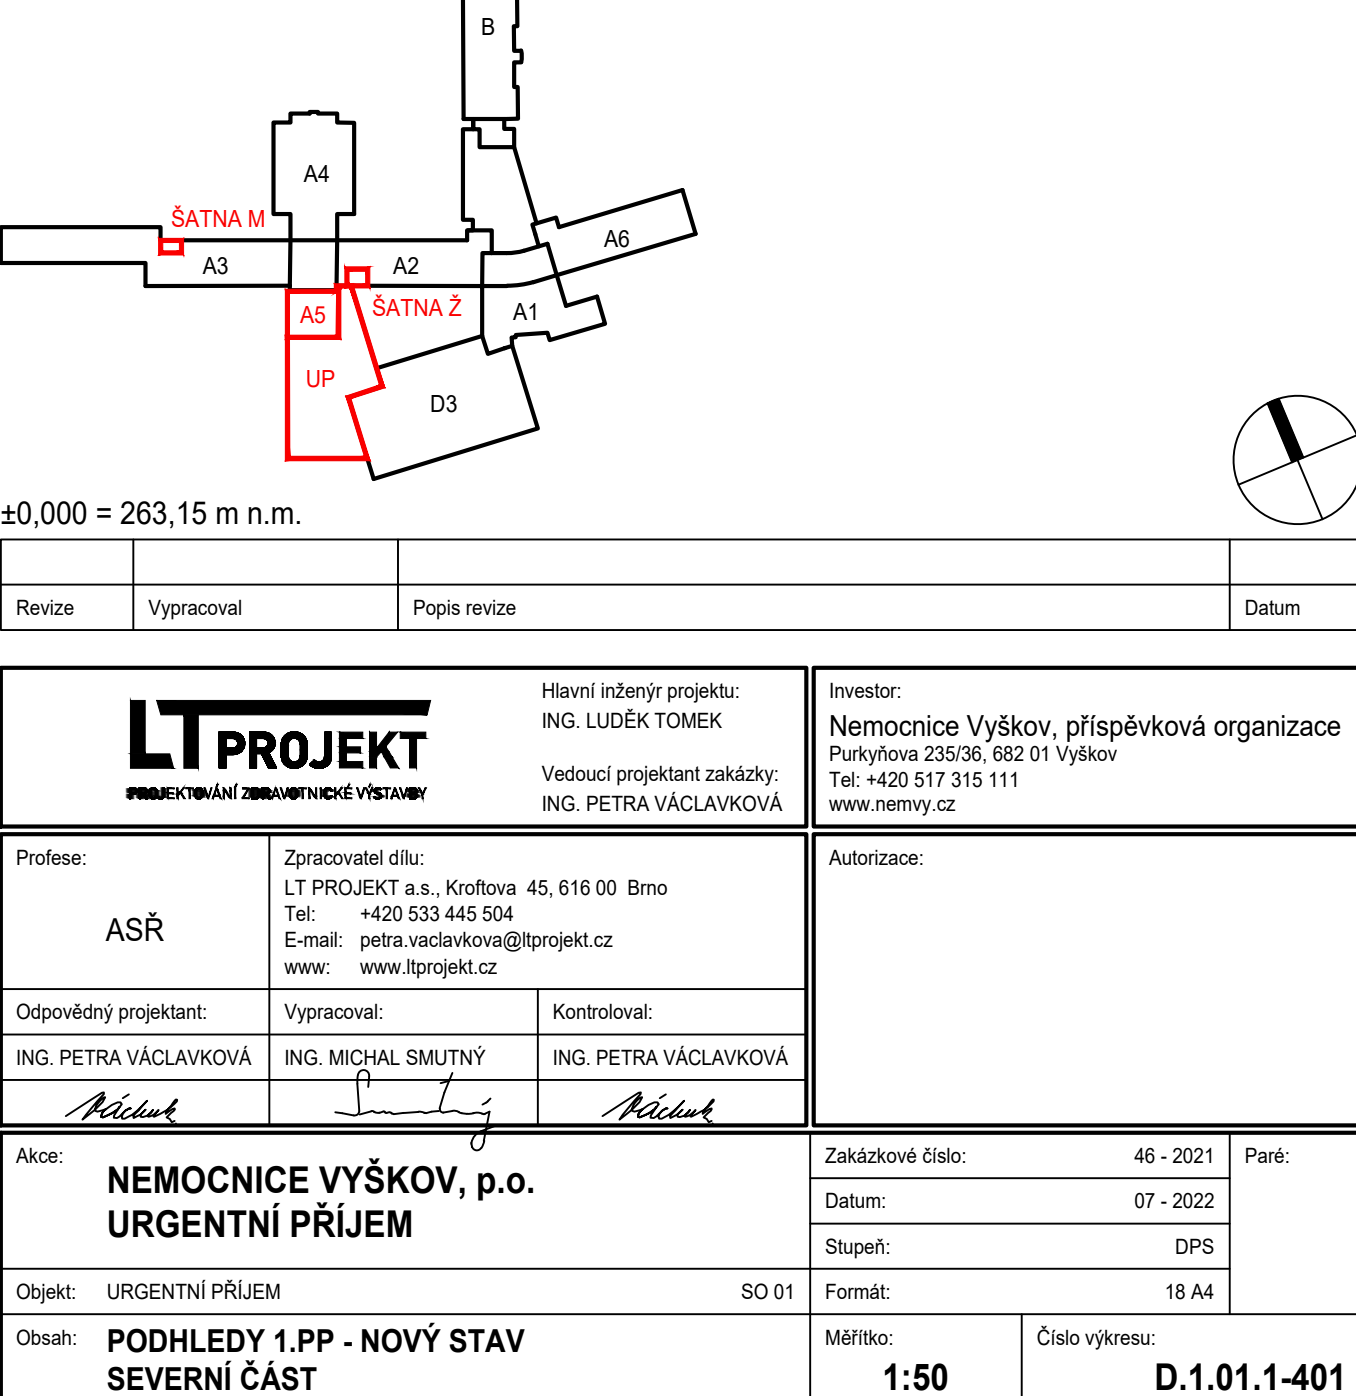 B
A4
ŠATNA M
A6
A3
A2
A5
ŠATNA Ž
A1
UP
D3
±0,000 = 263,15 m n.m.
Revize
Vypracoval
Popis revize
Datum
LT PROJEKT
PROJEKTOVÁNÍ ZDRAVOTNICKÉ VÝSTAVBY
Hlavní inženýr projektu:
ING. LUDĚK TOMEK
Vedoucí projektant zakázky:
ING. PETRA VÁCLAVKOVÁ
Investor:
Nemocnice Vyškov, příspěvková organizace
Purkyňova 235/36, 682 01 Vyškov
Tel: +420 517 315 111
www.nemvy.cz
Profese:
ASŘ
Zpracovatel dílu:
LT PROJEKT a.s., Kroftova 45, 616 00 Brno
Tel: +420 533 445 504
E-mail: petra.vaclavkova@ltprojekt.cz
www: www.ltprojekt.cz
Autorizace:
Odpovědný projektant:
Vypracoval:
Kontroloval:
ING. PETRA VÁCLAVKOVÁ
ING. MICHAL SMUTNÝ
ING. PETRA VÁCLAVKOVÁ
Akce:
NEMOCNICE VYŠKOV, p.o.
URGENTNÍ PŘÍJEM
Zakázkové číslo: 46 - 2021
Paré:
Datum: 07 - 2022
Stupeň: DPS
Objekt: URGENTNÍ PŘÍJEM SO 01
Formát: 18 A4
Obsah:
PODHLEDY 1.PP - NOVÝ STAV
SEVERNÍ ČÁST
Měřítko:
1:50
Číslo výkresu:
D.1.01.1-401